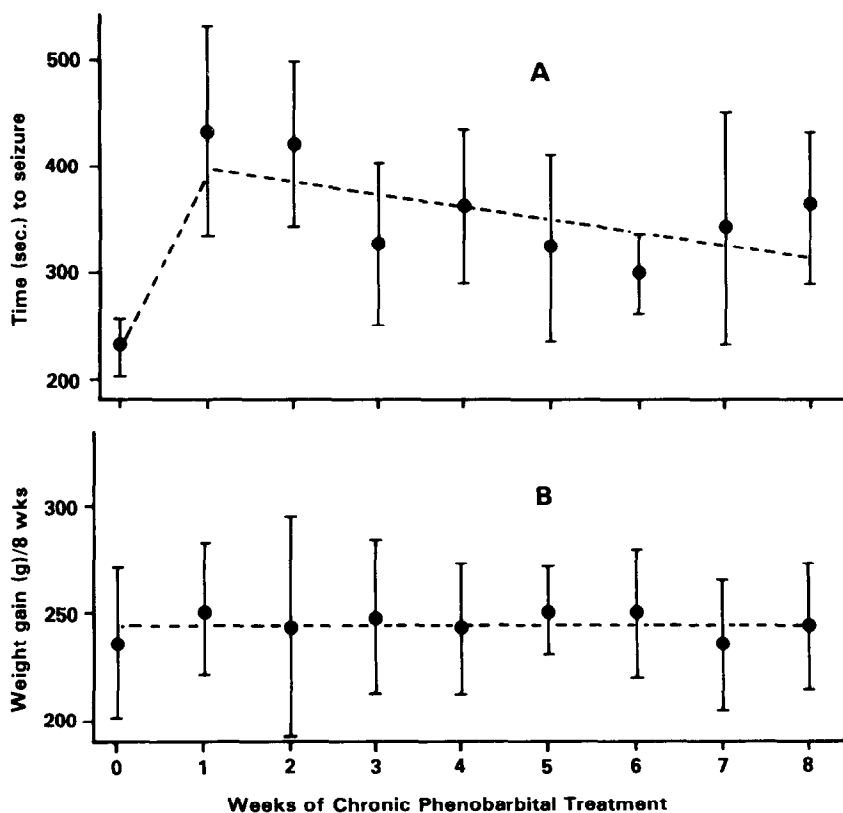 A
Time (sec.) to seizure
500
400
300
200
B
Weight gain (g)/8 wks
300
250
200
0 1 2 3 4 5 6 7 8
Weeks of Chronic Phenobarbital Treatment